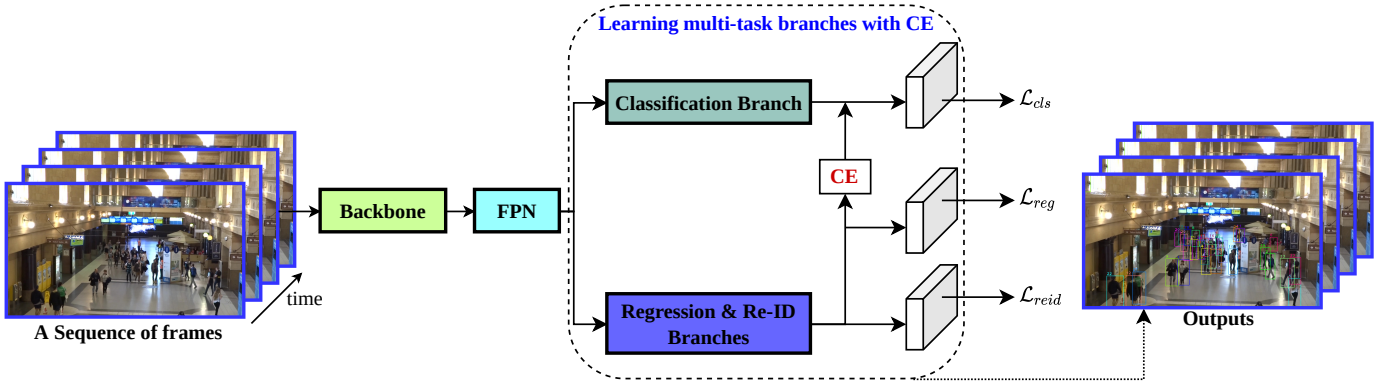 Learning multi-task branches with CE
Classification Branch
CE
Backbone
FPN
Regression & Re-ID
Branches
ℒcls
ℒreg
ℒreid
time
A Sequence of frames
Outputs